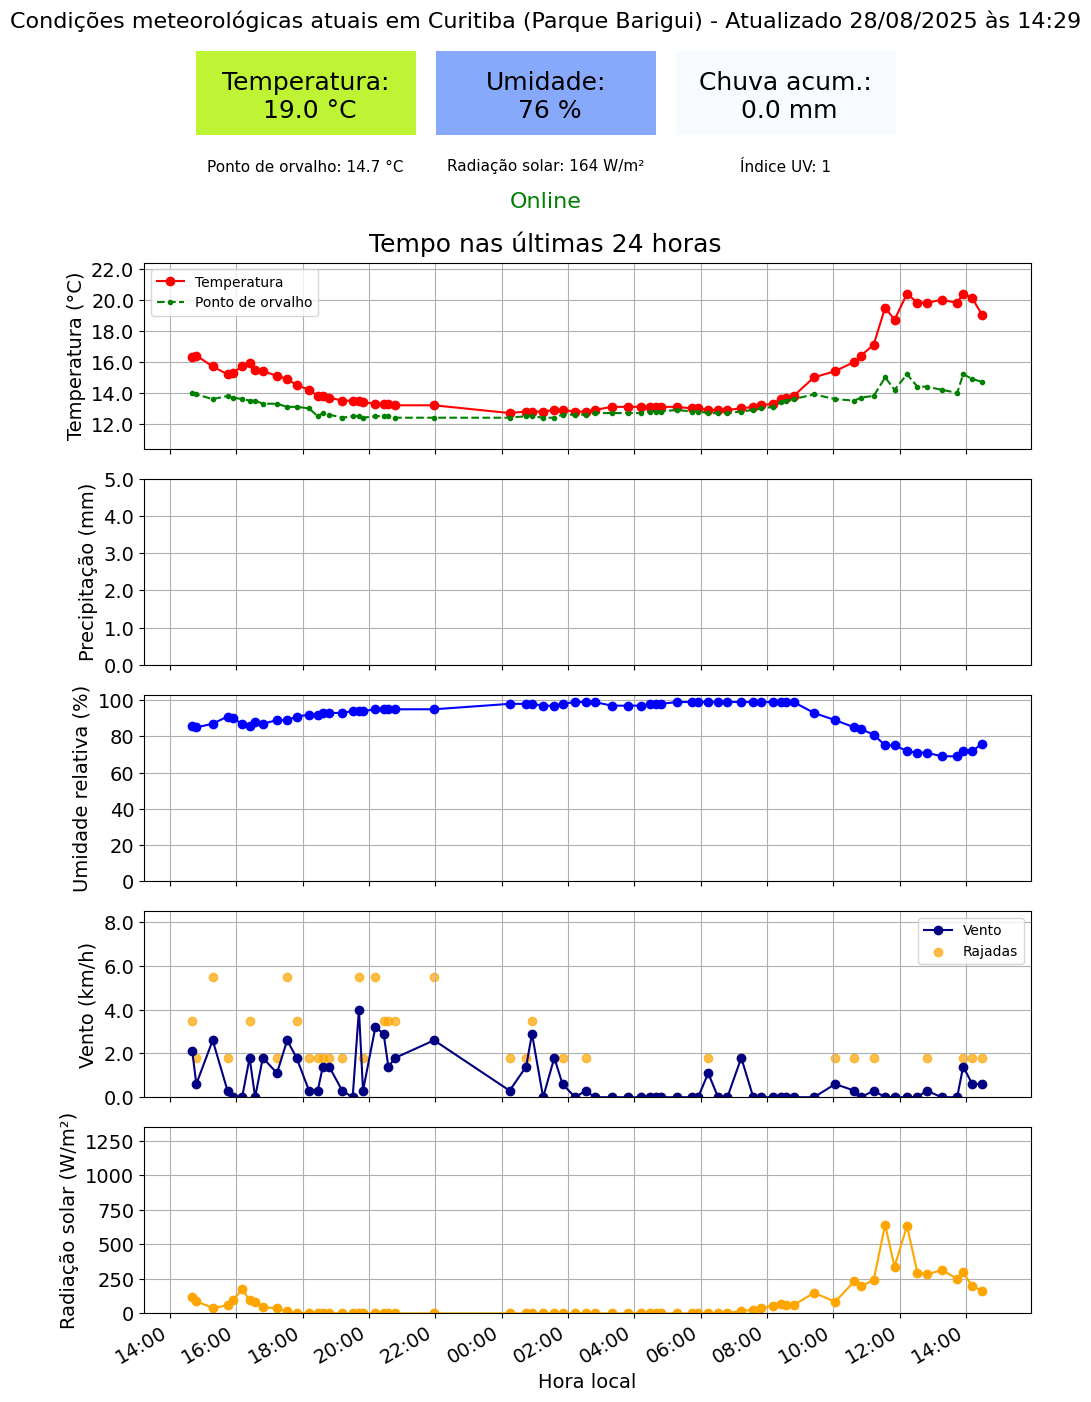 Condições meteorológicas atuais em Curitiba (Parque Barigui) - Atualizado 28/08/2025 às 14:29
Temperatura:
19.0 °C
Umidade:
76 %
Chuva acum.:
0.0 mm
Ponto de orvalho: 14.7 °C
Radiação solar: 164 W/m²
Índice UV: 1
Online
Tempo nas últimas 24 horas
Temperatura (°C)
22.0
20.0
18.0
16.0
14.0
12.0
Temperatura
Ponto de orvalho
Precipitação (mm)
5.0
4.0
3.0
2.0
1.0
0.0
Umidade relativa (%)
100
80
60
40
20
0
Vento (km/h)
8.0
6.0
4.0
2.0
0.0
Vento
Rajadas
Radiação solar (W/m²)
1250
1000
750
500
250
0
14:00
16:00
18:00
20:00
22:00
00:00
02:00
04:00
06:00
08:00
10:00
12:00
14:00
Hora local